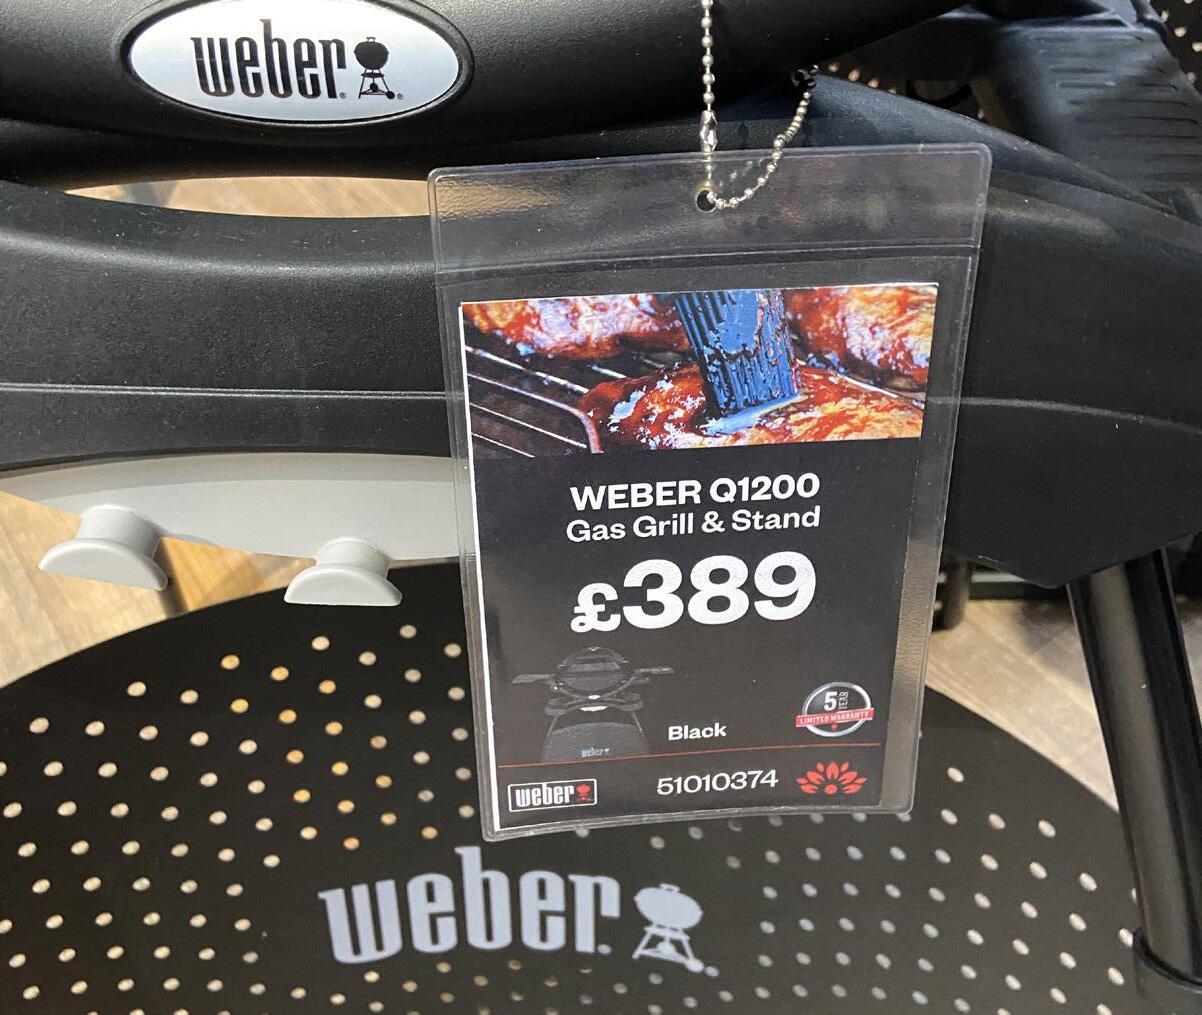 weber
WEBER Q1200
Gas Grill & Stand
£389
weber
5 YEAR
LIMITED WARRANTY
Black
weber
51010374
weber